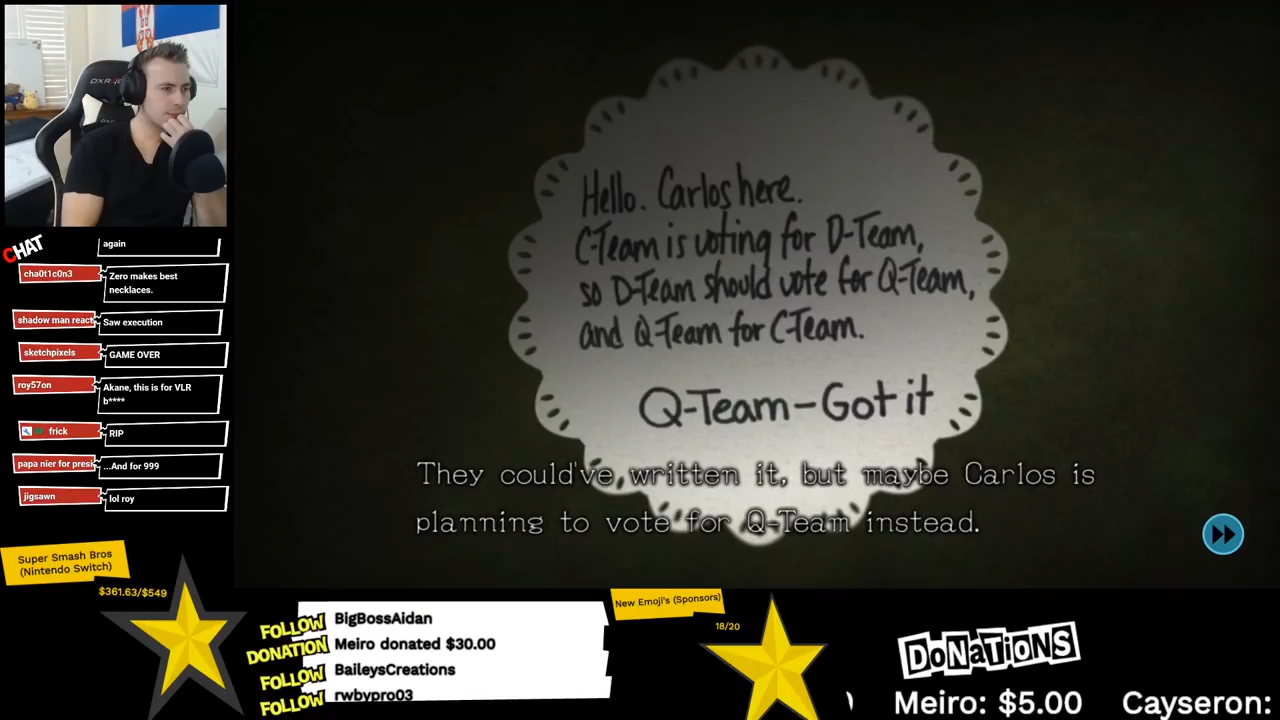 DXR
CHAT
again
cha0t1c0n3
Zero makes best
necklaces.
shadow man react
Saw execution
sketchpixels
GAME OVER
roy57on
Akane, this is for VLR
b****
frick
RIP
papa nier for presi
...And for 999
jigsawn
lol roy
Hello. Carlos here.
C-Team is voting for D-Team,
so D-Team should vote for Q-Team,
and Q-Team for C-Team.
Q-Team-Got it
They could've written it, but maybe Carlos is
planning to vote for Q-Team instead.
Super Smash Bros
(Nintendo Switch)
$361.63/$549
FOLLOW BigBossAidan
DONATION Meiro donated $30.00
FOLLOW BaileysCreations
FOLLOW rwbypro03
New Emoji's (Sponsors)
18/20
DONATIONS
) Meiro: $5.00 Cayseron: